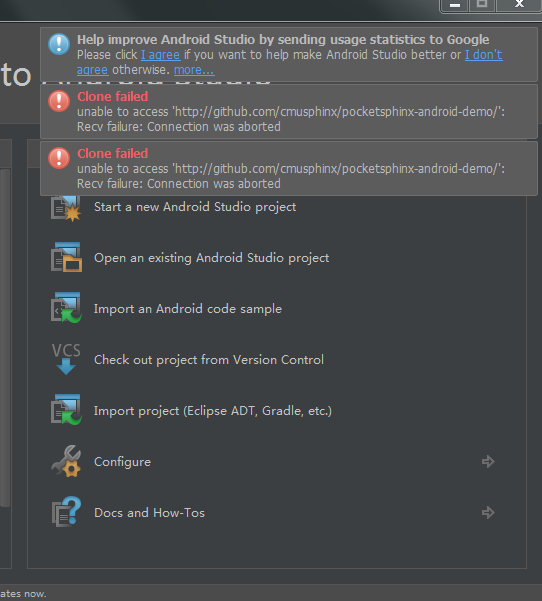 Help improve Android Studio by sending usage statistics to Google
Please click I agree if you want to help make Android Studio better or I don't
agree otherwise. more...
to Android Studio
Clone failed
unable to access 'http://github.com/cmusphinx/pocketsphinx-android-demo/':
Recv failure: Connection was aborted
Clone failed
unable to access 'http://github.com/cmusphinx/pocketsphinx-android-demo/':
Recv failure: Connection was aborted
Start a new Android Studio project
Open an existing Android Studio project
Import an Android code sample
VCS
Check out project from Version Control
Import project (Eclipse ADT, Gradle, etc.)
Configure
Docs and How-Tos
ates now.